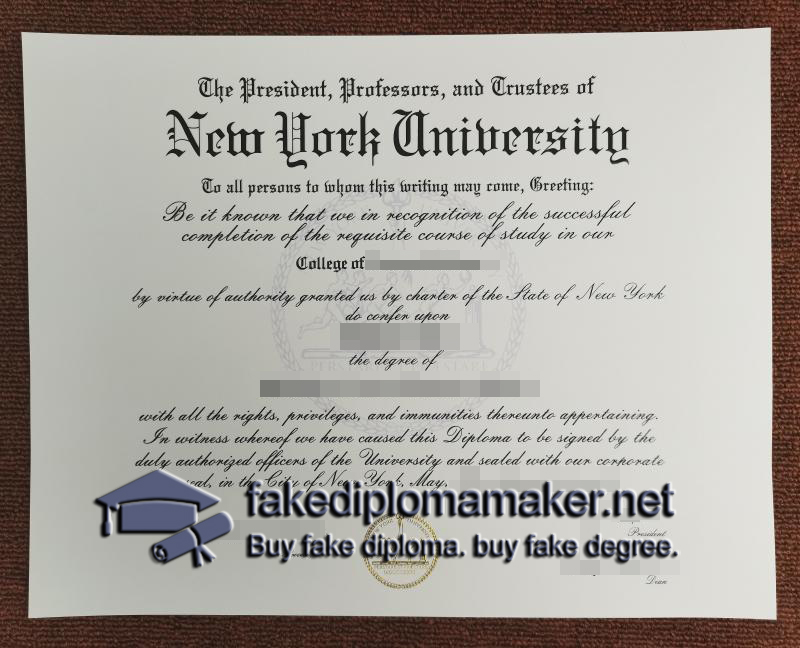 The President, Professors, and Trustees of
New York University
To all persons to whom this writing may come, Greeting:
Be it known that we in recognition of the successful
completion of the requisite course of study in our
College of
by virtue of authority granted us by charter of the State of New York
do confer upon
the degree of
PERSTARE ET PRAESTARE
with all the rights, privileges, and immunities thereunto appertaining.
In witness whereof we have caused this Diploma to be signed by the
duly authorized officers of the University and sealed with our corporate
seal, in the City of New York, May,
fakediplomamaker.net
Buy fake diploma. buy fake degree.
President
Dean